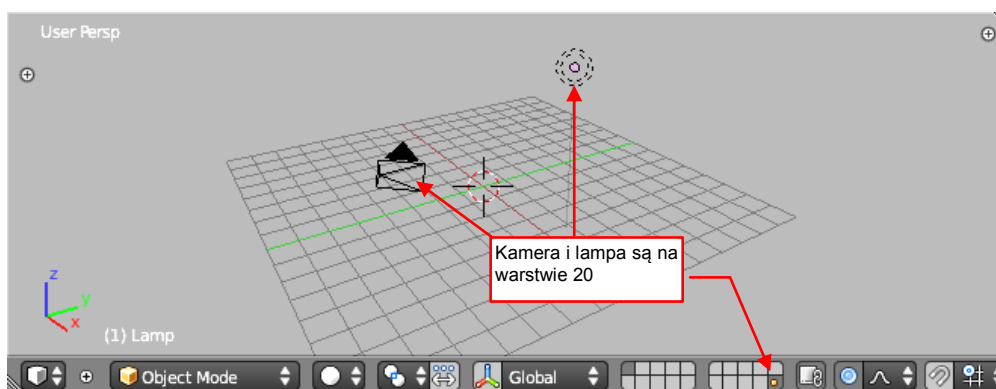 User Persp
Kamera i lampa są na
warstwie 20
z
y
x
(1) Lamp
Object Mode
Global